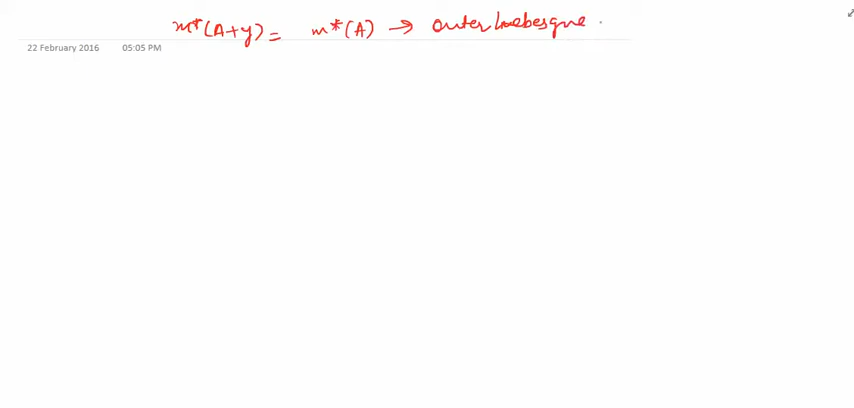 m*(A+y) = m*(A) → outer Lebesgue
22 February 2016 05:05 PM